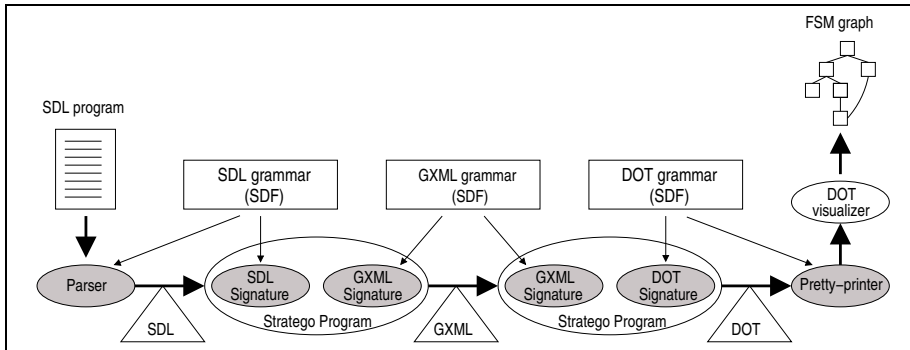 FSM graph
SDL program
SDL grammar
(SDF)
GXML grammar
(SDF)
DOT grammar
(SDF)
DOT
visualizer
Parser
SDL
Signature
GXML
Signature
Stratego Program
GXML
Signature
DOT
Signature
Stratego Program
Pretty−printer
SDL
GXML
DOT